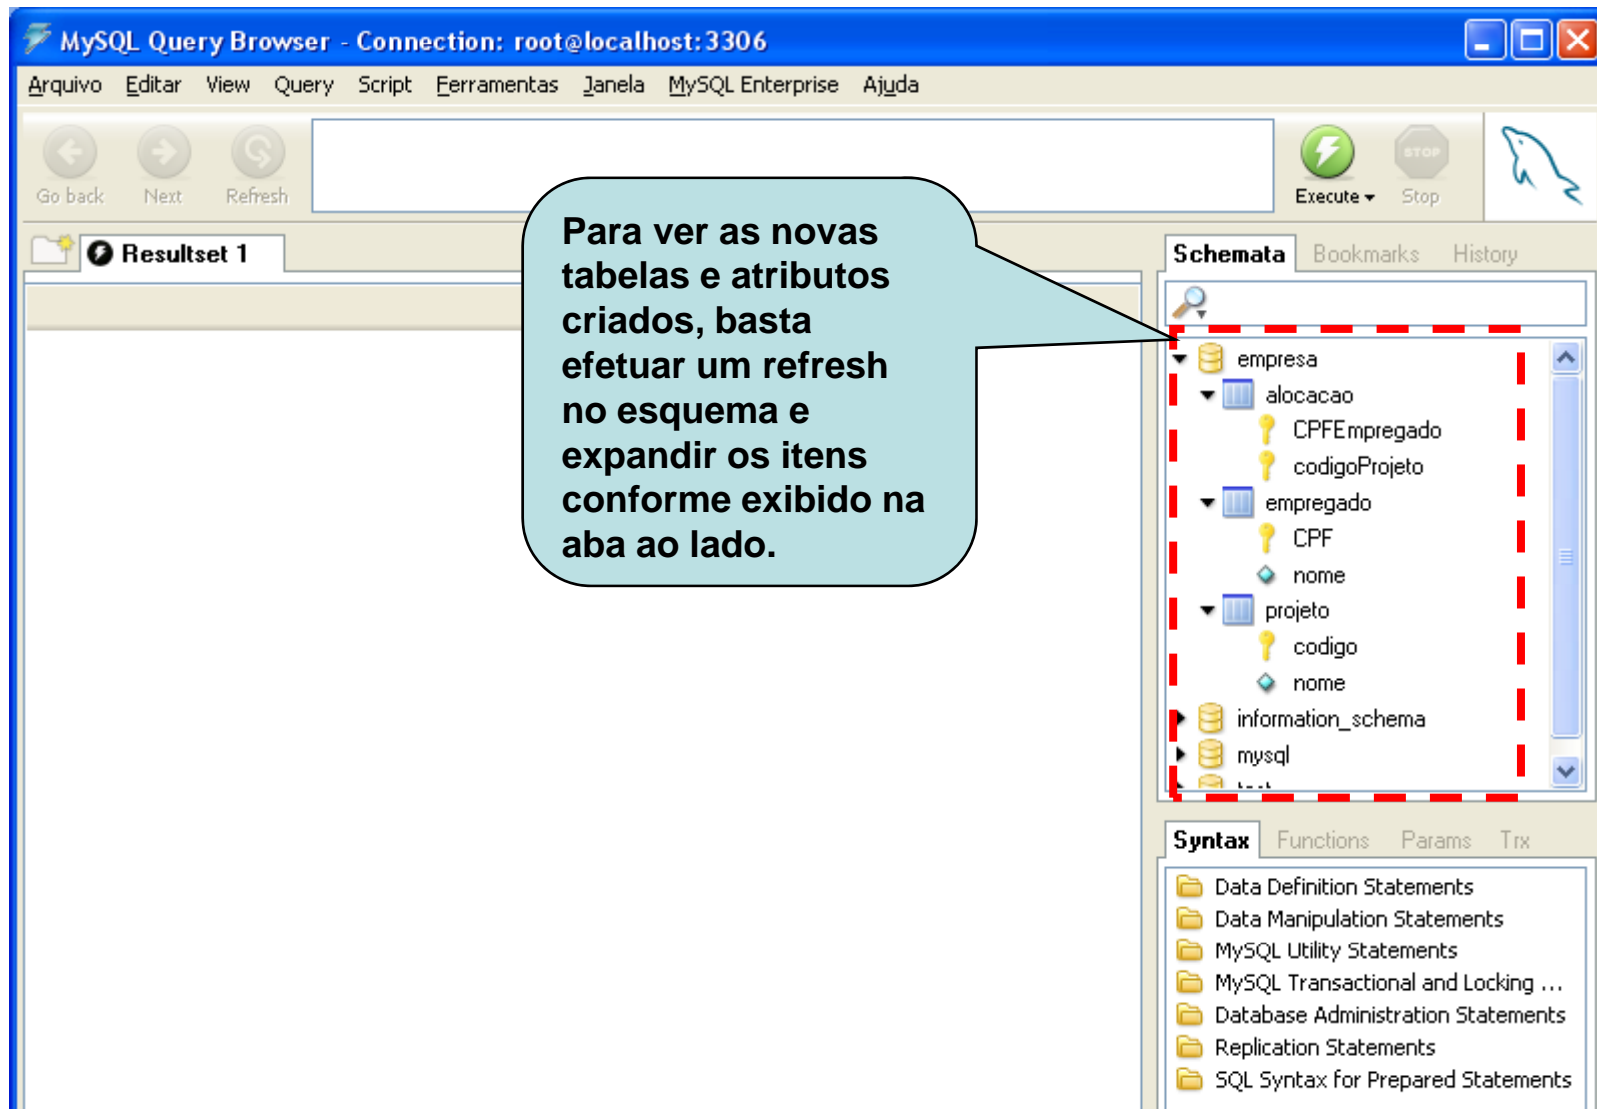 MySQL Query Browser - Connection: root@localhost:3306
Arquivo Editar View Query Script Ferramentas Janela MySQL Enterprise Ajuda
Go back Next Refresh
Execute STOP Stop
Resultset 1
Para ver as novas
tabelas e atributos
criados, basta
efetuar um refresh
no esquema e
expandir os itens
conforme exibido na
aba ao lado.
Schemata Bookmarks History
empresa
alocacao
CPFEmpregado
codigoProjeto
empregado
CPF
nome
projeto
codigo
nome
information_schema
mysql
Syntax Functions Params Trx
Data Definition Statements
Data Manipulation Statements
MySQL Utility Statements
MySQL Transactional and Locking ...
Database Administration Statements
Replication Statements
SQL Syntax for Prepared Statements